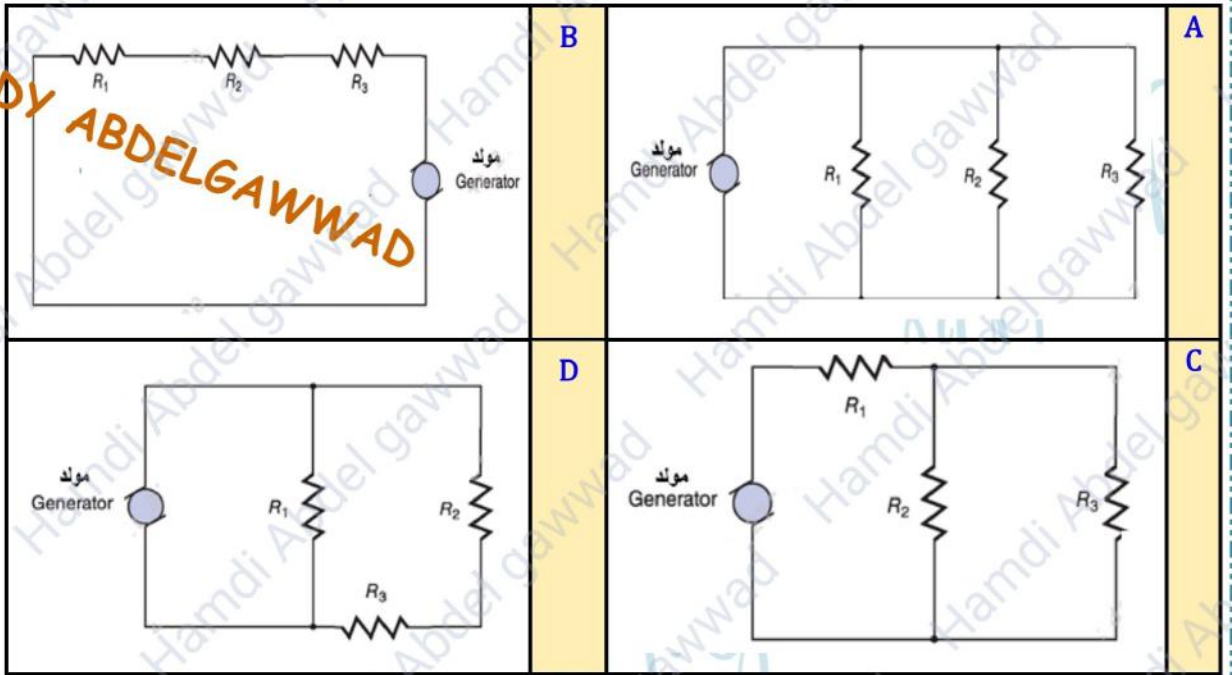 A
مولد
Generator
R1
R2
R3
B
R1
R2
R3
مولد
Generator
DY ABDELGAWWAD
C
R1
مولد
Generator
R2
R3
D
مولد
Generator
R1
R2
R3
Hamdi Abdel gawwad